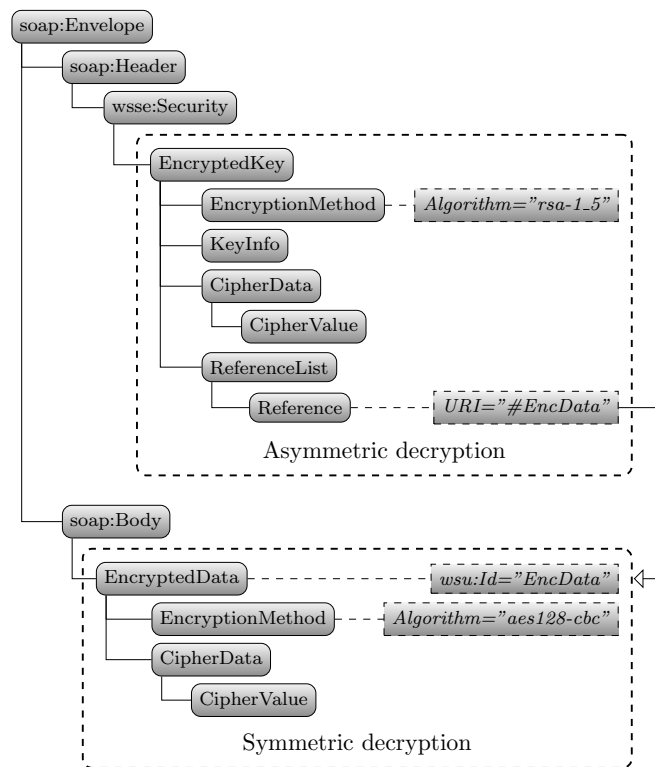 soap:Envelope
soap:Header
wsse:Security
EncryptedKey
EncryptionMethod Algorithm="rsa-1_5"
KeyInfo
CipherData
CipherValue
ReferenceList
Reference URI="#EncData"
Asymmetric decryption
soap:Body
EncryptedData wsu:Id="EncData"
EncryptionMethod Algorithm="aes128-cbc"
CipherData
CipherValue
Symmetric decryption